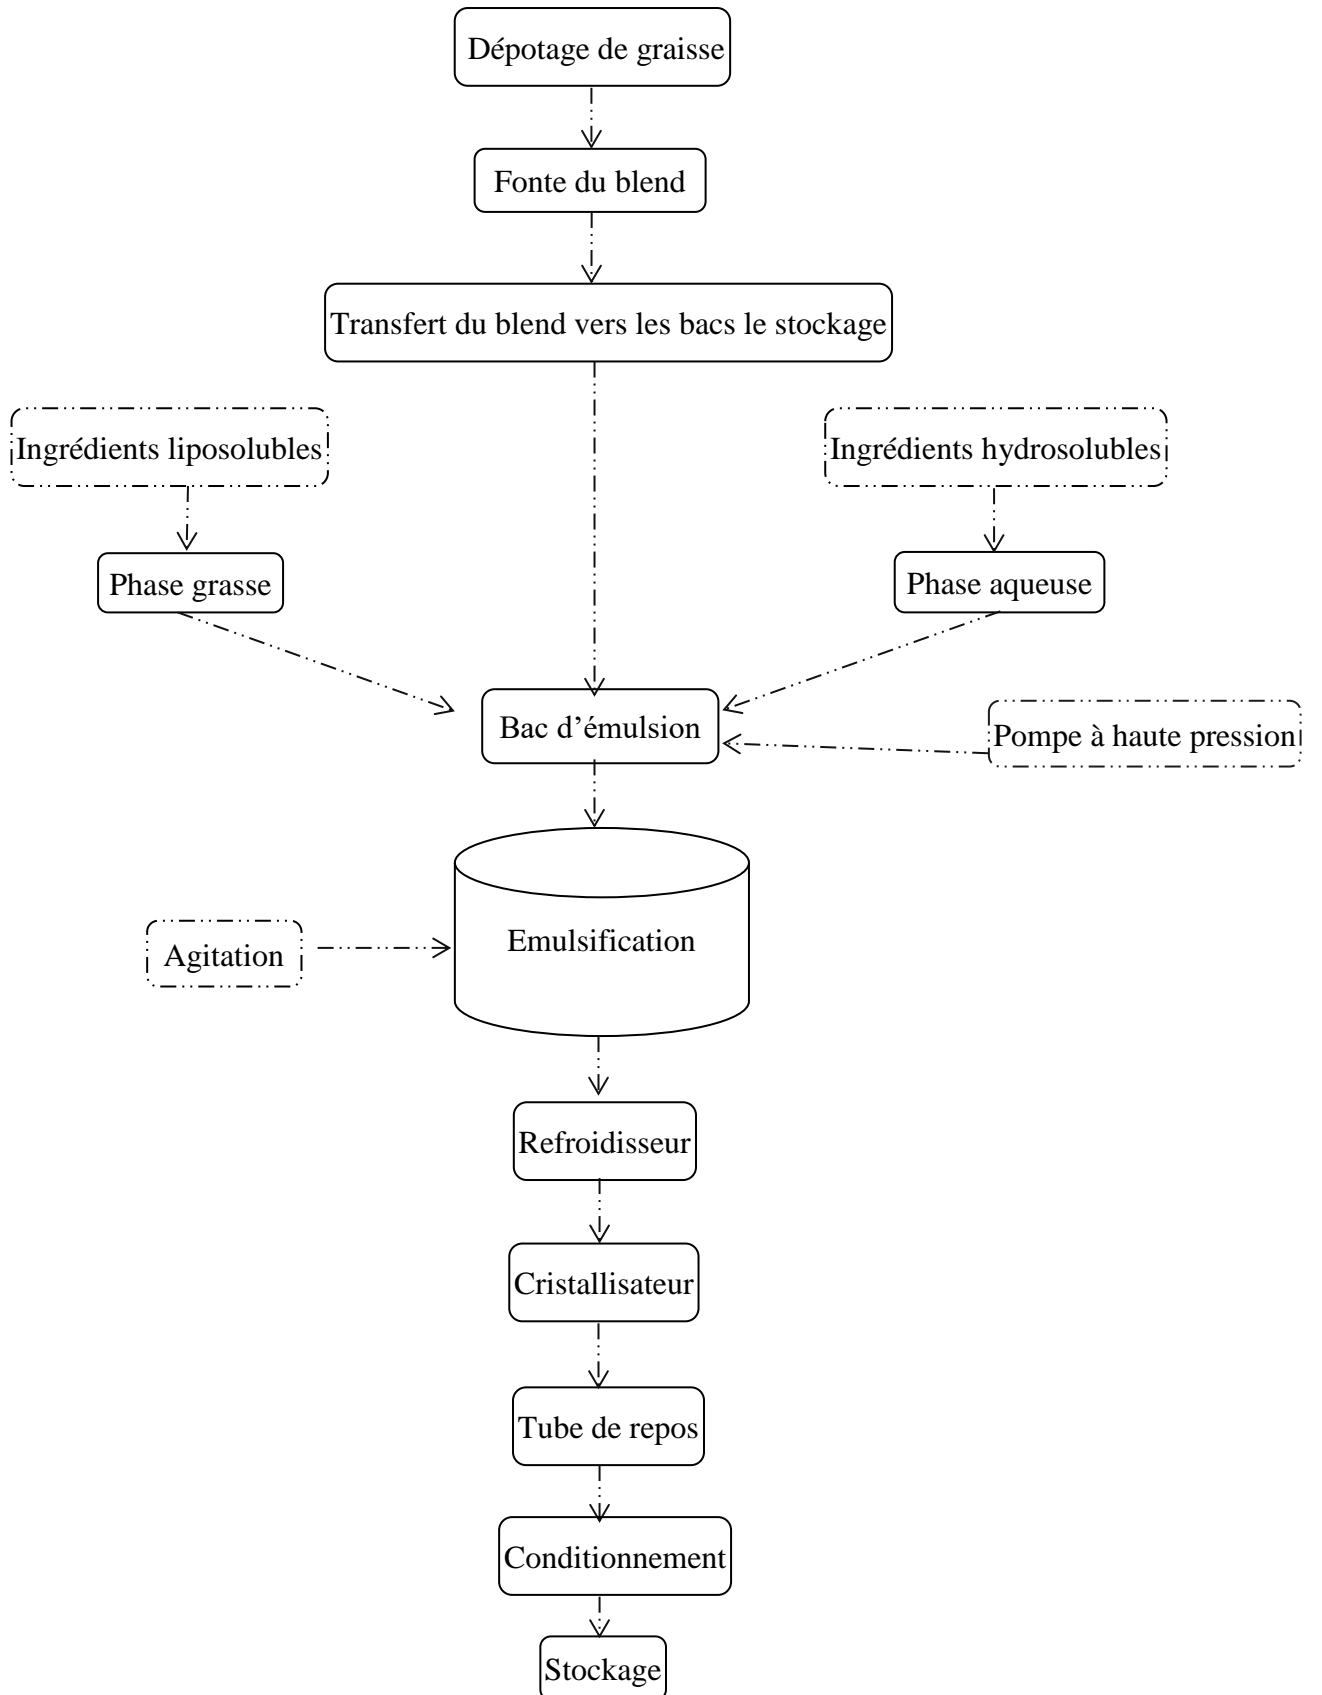 Dépotage de graisse
Fonte du blend
Transfert du blend vers les bacs le stockage
Ingrédients liposolubles
Ingrédients hydrosolubles
Phase grasse
Phase aqueuse
Bac d’émulsion
Pompe à haute pression
Emulsification
Agitation
Refroidisseur
Cristallisateur
Tube de repos
Conditionnement
Stockage